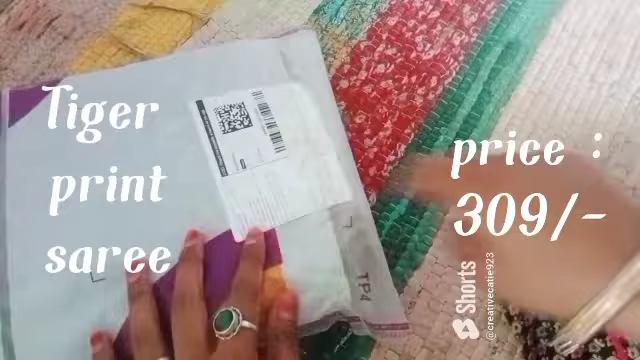 Tiger
print
saree
price :
309/-
TP4
Shorts
@creativecatie923